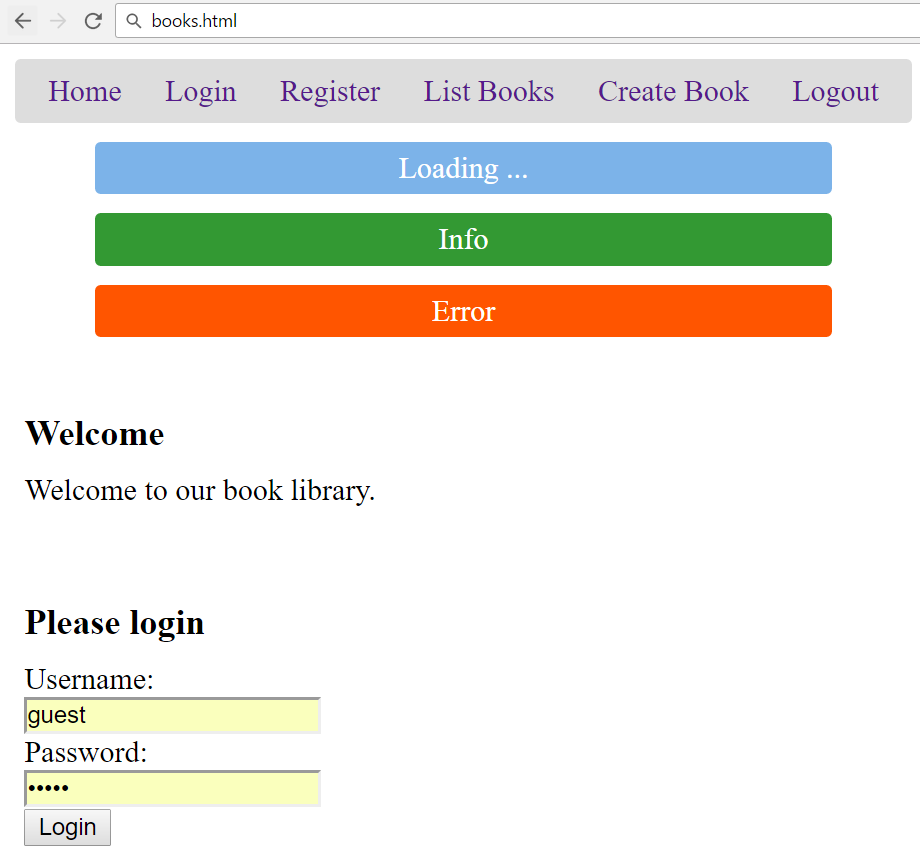 books.html
Home Login Register List Books Create Book Logout
Loading ...
Info
Error
Welcome
Welcome to our book library.
Please login
Username:
guest
Password:
•••••
Login